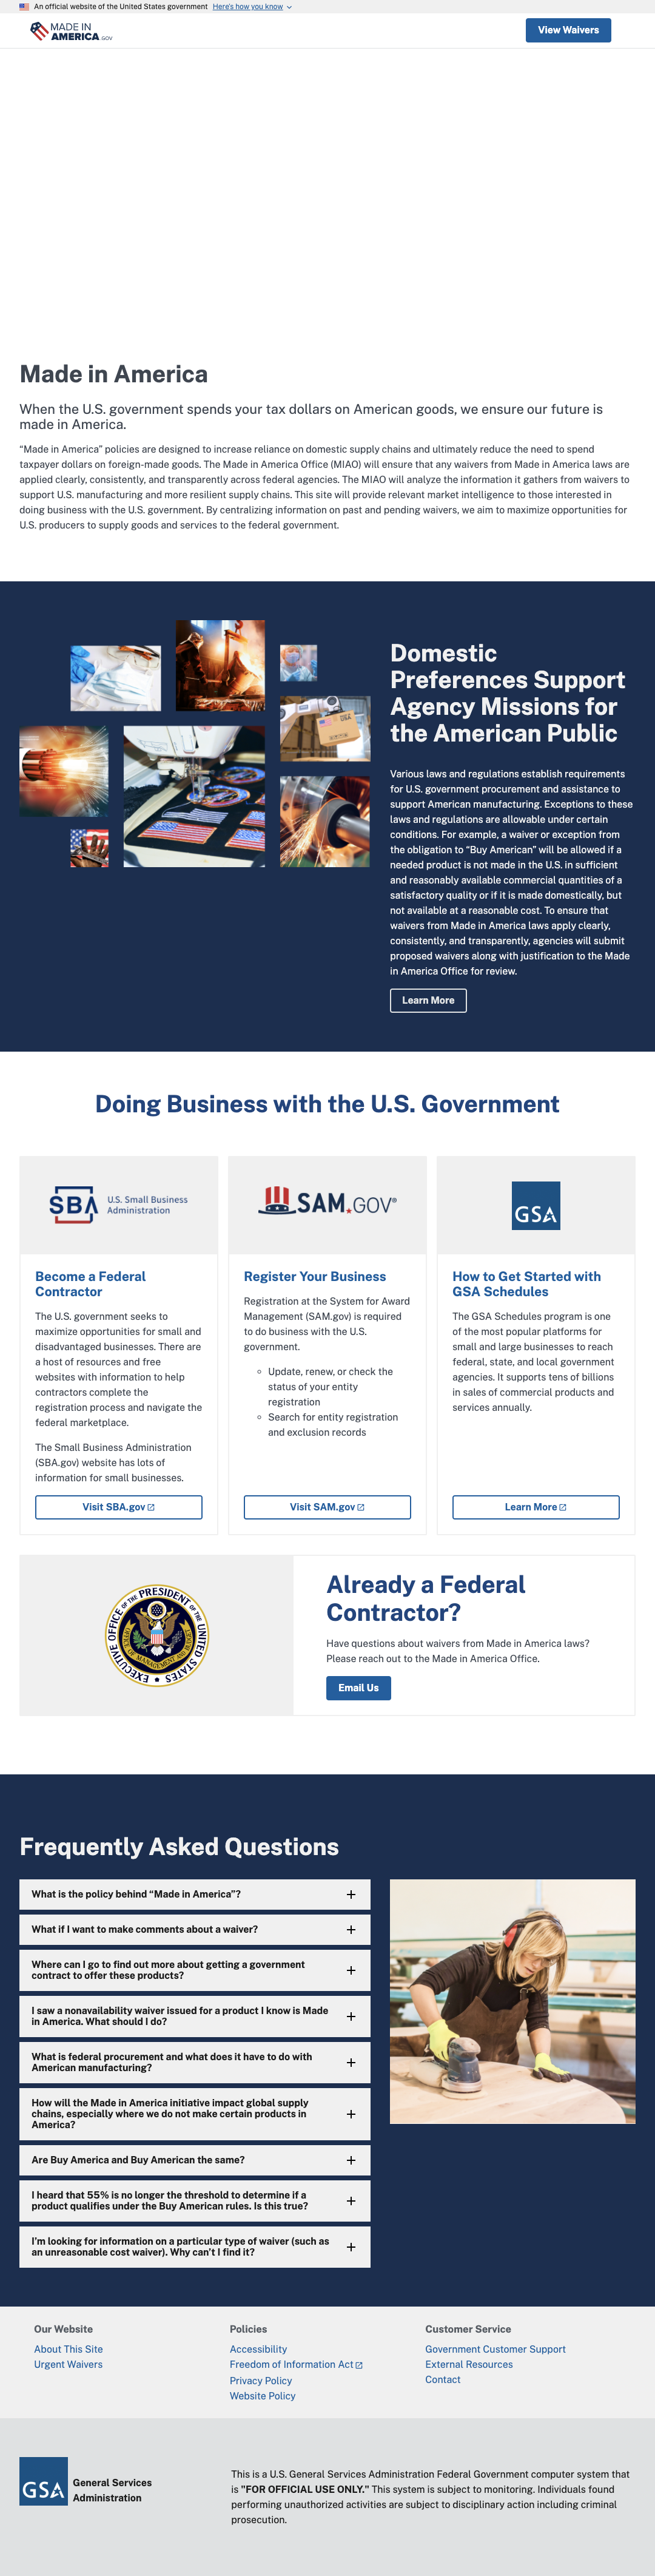 An official website of the United States government Here's how you know
MADE IN
AMERICA.GOV
View Waivers
Made in America
When the U.S. government spends your tax dollars on American goods, we ensure our future is
made in America.
“Made in America” policies are designed to increase reliance on domestic supply chains and ultimately reduce the need to spend
taxpayer dollars on foreign-made goods. The Made in America Office (MIAO) will ensure that any waivers from Made in America laws are
applied clearly, consistently, and transparently across federal agencies. The MIAO will analyze the information it gathers from waivers to
support U.S. manufacturing and more resilient supply chains. This site will provide relevant market intelligence to those interested in
doing business with the U.S. government. By centralizing information on past and pending waivers, we aim to maximize opportunities for
U.S. producers to supply goods and services to the federal government.
Domestic
Preferences Support
Agency Missions for
the American Public
Various laws and regulations establish requirements
for U.S. government procurement and assistance to
support American manufacturing. Exceptions to these
laws and regulations are allowable under certain
conditions. For example, a waiver or exception from
the obligation to “Buy American” will be allowed if a
needed product is not made in the U.S. in sufficient
and reasonably available commercial quantities of a
satisfactory quality or if it is made domestically, but
not available at a reasonable cost. To ensure that
waivers from Made in America laws apply clearly,
consistently, and transparently, agencies will submit
proposed waivers along with justification to the Made
in America Office for review.
Learn More
Doing Business with the U.S. Government
SBA U.S. Small Business
Administration
SAM.GOV®
GSA
Become a Federal
Contractor
The U.S. government seeks to
maximize opportunities for small and
disadvantaged businesses. There are
a host of resources and free
websites with information to help
contractors complete the
registration process and navigate the
federal marketplace.
The Small Business Administration
(SBA.gov) website has lots of
information for small businesses.
Visit SBA.gov
Register Your Business
Registration at the System for Award
Management (SAM.gov) is required
to do business with the U.S.
government.
Update, renew, or check the
status of your entity
registration
Search for entity registration
and exclusion records
Visit SAM.gov
How to Get Started with
GSA Schedules
The GSA Schedules program is one
of the most popular platforms for
small and large businesses to reach
federal, state, and local government
agencies. It supports tens of billions
in sales of commercial products and
services annually.
Learn More
EXECUTIVE OFFICE OF THE PRESIDENT OF THE UNITED STATES
Already a Federal
Contractor?
Have questions about waivers from Made in America laws?
Please reach out to the Made in America Office.
Email Us
Frequently Asked Questions
What is the policy behind “Made in America”?
What if I want to make comments about a waiver?
Where can I go to find out more about getting a government
contract to offer these products?
I saw a nonavailability waiver issued for a product I know is Made
in America. What should I do?
What is federal procurement and what does it have to do with
American manufacturing?
How will the Made in America initiative impact global supply
chains, especially where we do not make certain products in
America?
Are Buy America and Buy American the same?
I heard that 55% is no longer the threshold to determine if a
product qualifies under the Buy American rules. Is this true?
I’m looking for information on a particular type of waiver (such as
an unreasonable cost waiver). Why can’t I find it?
Our Website
About This Site
Urgent Waivers
Policies
Accessibility
Freedom of Information Act
Privacy Policy
Website Policy
Customer Service
Government Customer Support
External Resources
Contact
GSA
General Services
Administration
This is a U.S. General Services Administration Federal Government computer system that
is "FOR OFFICIAL USE ONLY." This system is subject to monitoring. Individuals found
performing unauthorized activities are subject to disciplinary action including criminal
prosecution.